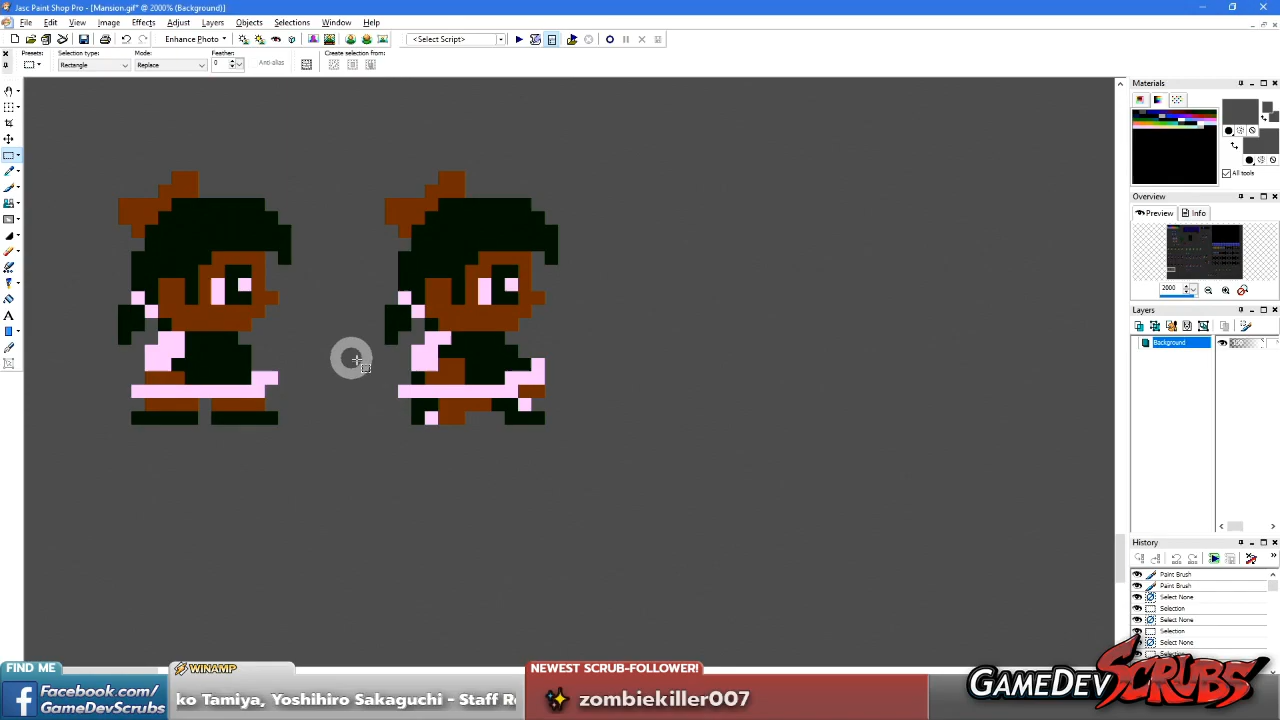 Jasc Paint Shop Pro - [Mansion.gif* @ 2000% (Background)]
File Edit View Image Effects Adjust Layers Objects Selections Window Help
Enhance Photo <Select Script>
Presets: Selection type: Mode: Feather: Create selection from:
Rectangle Replace 0 Anti-alias
Materials
All tools
Overview
Preview Info
2000
Layers
Background
History
Paint Brush
Paint Brush
Select None
Selection
Select None
Selection
Select None
Selection
FIND ME
Facebook.com/
GameDevScrubs
WINAMP
ko Tamiya, Yoshihiro Sakaguchi - Staff Ro
NEWEST SCRUB-FOLLOWER!
zombiekiller007
GAMEDEV SCRUBS